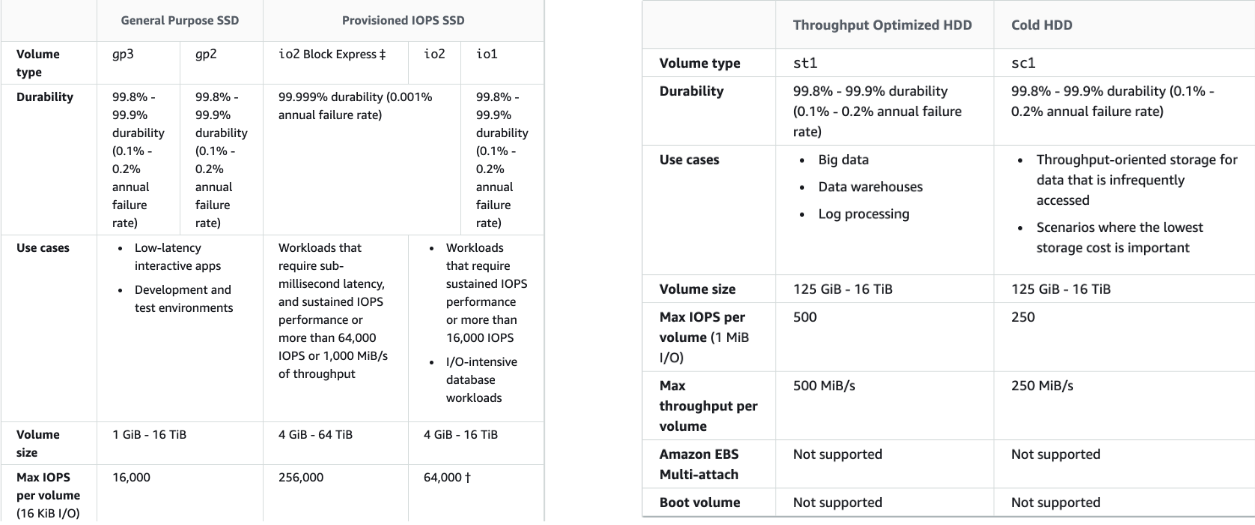 General Purpose SSD Provisioned IOPS SSD
Volume type gp3 gp2 io2 Block Express ‡ io2 io1
Durability
99.8% -
99.9%
durability
(0.1% -
0.2%
annual
failure
rate)
99.8% -
99.9%
durability
(0.1% -
0.2%
annual
failure
rate)
99.999% durability (0.001%
annual failure rate)
99.8% -
99.9%
durability
(0.1% -
0.2%
annual
failure
rate)
Use cases
• Low-latency
interactive apps
• Development and
test environments
Workloads that
require sub-
millisecond latency,
and sustained IOPS
performance or
more than 64,000
IOPS or 1,000 MiB/s
of throughput
• Workloads
that require
sustained IOPS
performance
or more than
16,000 IOPS
• I/O-intensive
database
workloads
Volume
size
1 GiB - 16 TiB
4 GiB - 64 TiB
4 GiB - 16 TiB
Max IOPS
per volume
(16 KiB I/O)
16,000
256,000
64,000 †
Throughput Optimized HDD Cold HDD
Volume type st1 sc1
Durability
99.8% - 99.9% durability
(0.1% - 0.2% annual failure
rate)
99.8% - 99.9% durability (0.1% -
0.2% annual failure rate)
Use cases
• Big data
• Data warehouses
• Log processing
• Throughput-oriented storage for
data that is infrequently
accessed
• Scenarios where the lowest
storage cost is important
Volume size 125 GiB - 16 TiB 125 GiB - 16 TiB
Max IOPS per
volume (1 MiB
I/O)
500
250
Max
throughput per
volume
500 MiB/s
250 MiB/s
Amazon EBS
Multi-attach
Not supported
Not supported
Boot volume Not supported Not supported